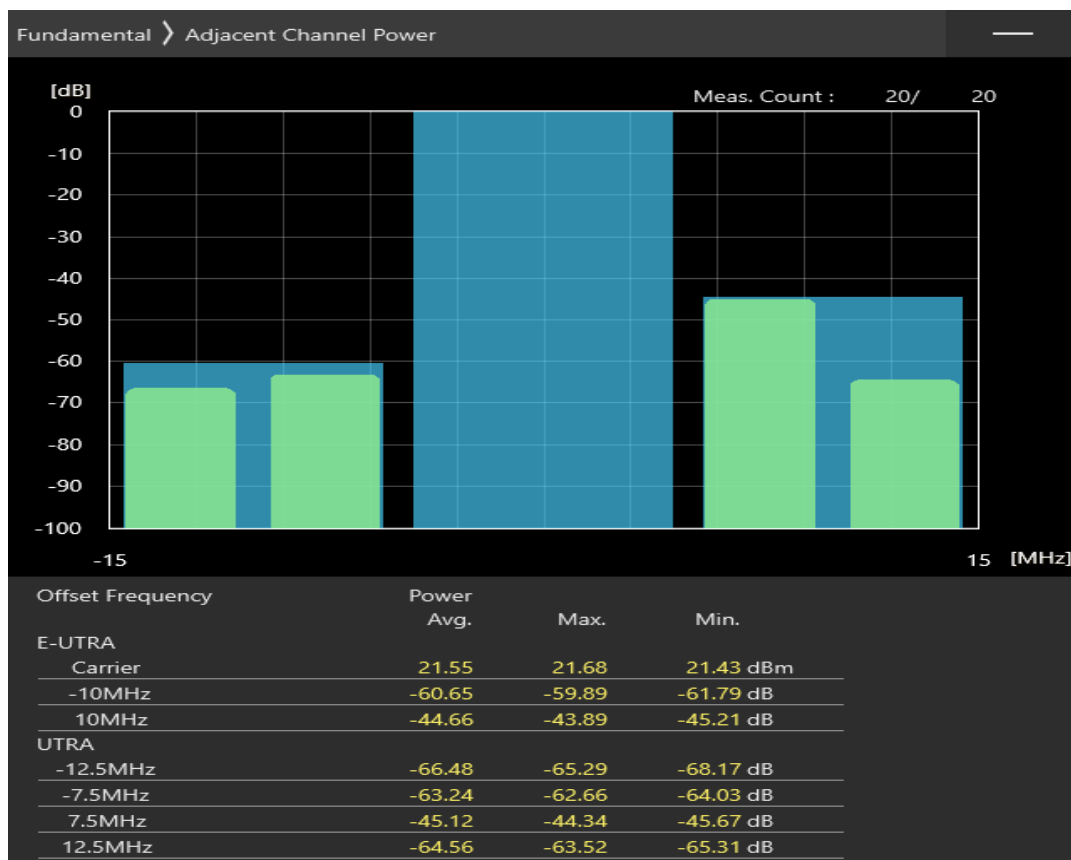 Fundamental ❯ Adjacent Channel Power
[dB]
Meas. Count : 20/ 20
0
-10
-20
-30
-40
-50
-60
-70
-80
-90
-100
-15 15 [MHz]
Offset Frequency Power
Avg. Max. Min.
E-UTRA
Carrier 21.55 21.68 21.43 dBm
-10MHz -60.65 -59.89 -61.79 dB
10MHz -44.66 -43.89 -45.21 dB
UTRA
-12.5MHz -66.48 -65.29 -68.17 dB
-7.5MHz -63.24 -62.66 -64.03 dB
7.5MHz -45.12 -44.34 -45.67 dB
12.5MHz -64.56 -63.52 -65.31 dB